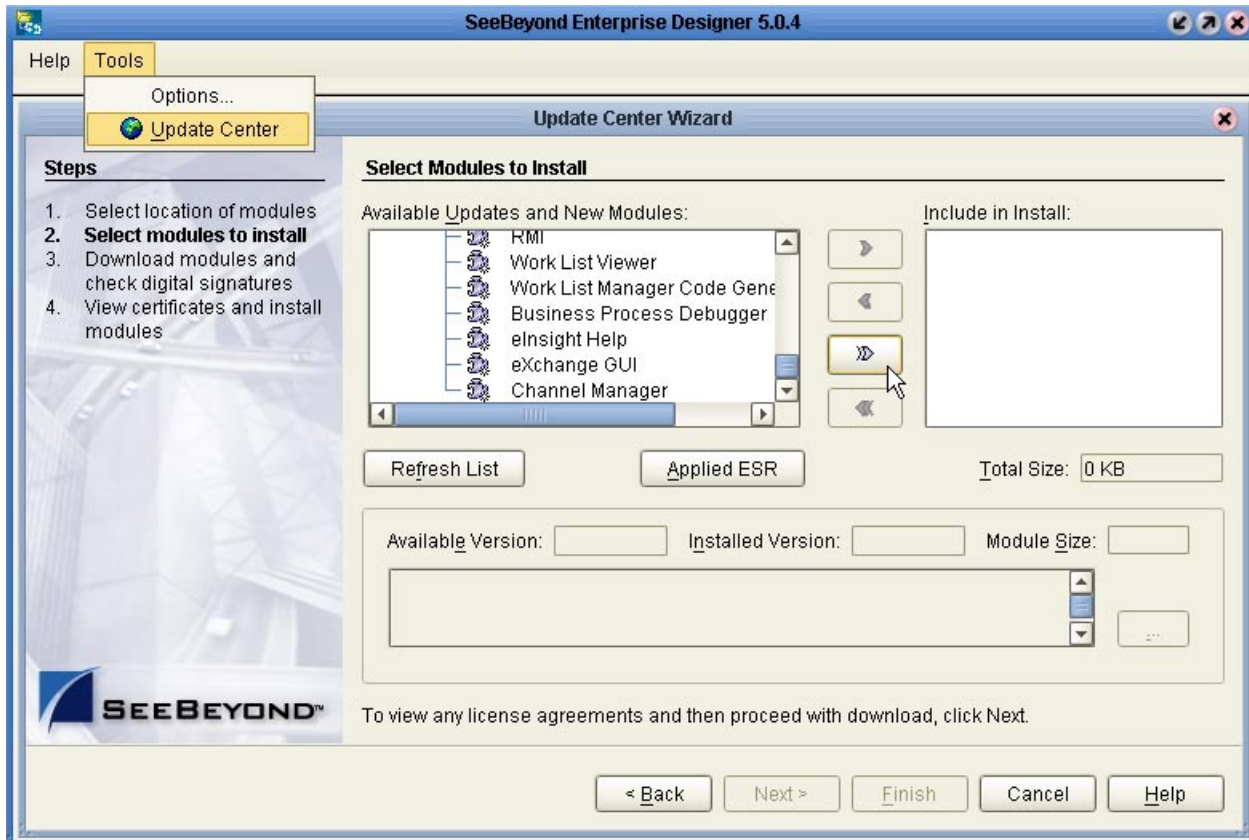 SeeBeyond Enterprise Designer 5.0.4
Help Tools
Options...
Update Center
Update Center Wizard
Steps
1. Select location of modules
2. Select modules to install
3. Download modules and
check digital signatures
4. View certificates and install
modules
SEEBEYOND™
Select Modules to Install
Available Updates and New Modules:
RMI
Work List Viewer
Work List Manager Code Gene
Business Process Debugger
eInsight Help
eXchange GUI
Channel Manager
Include in Install:
Refresh List
Applied ESR
Total Size: 0 KB
Available Version:
Installed Version:
Module Size:
...
To view any license agreements and then proceed with download, click Next.
< Back
Next >
Finish
Cancel
Help